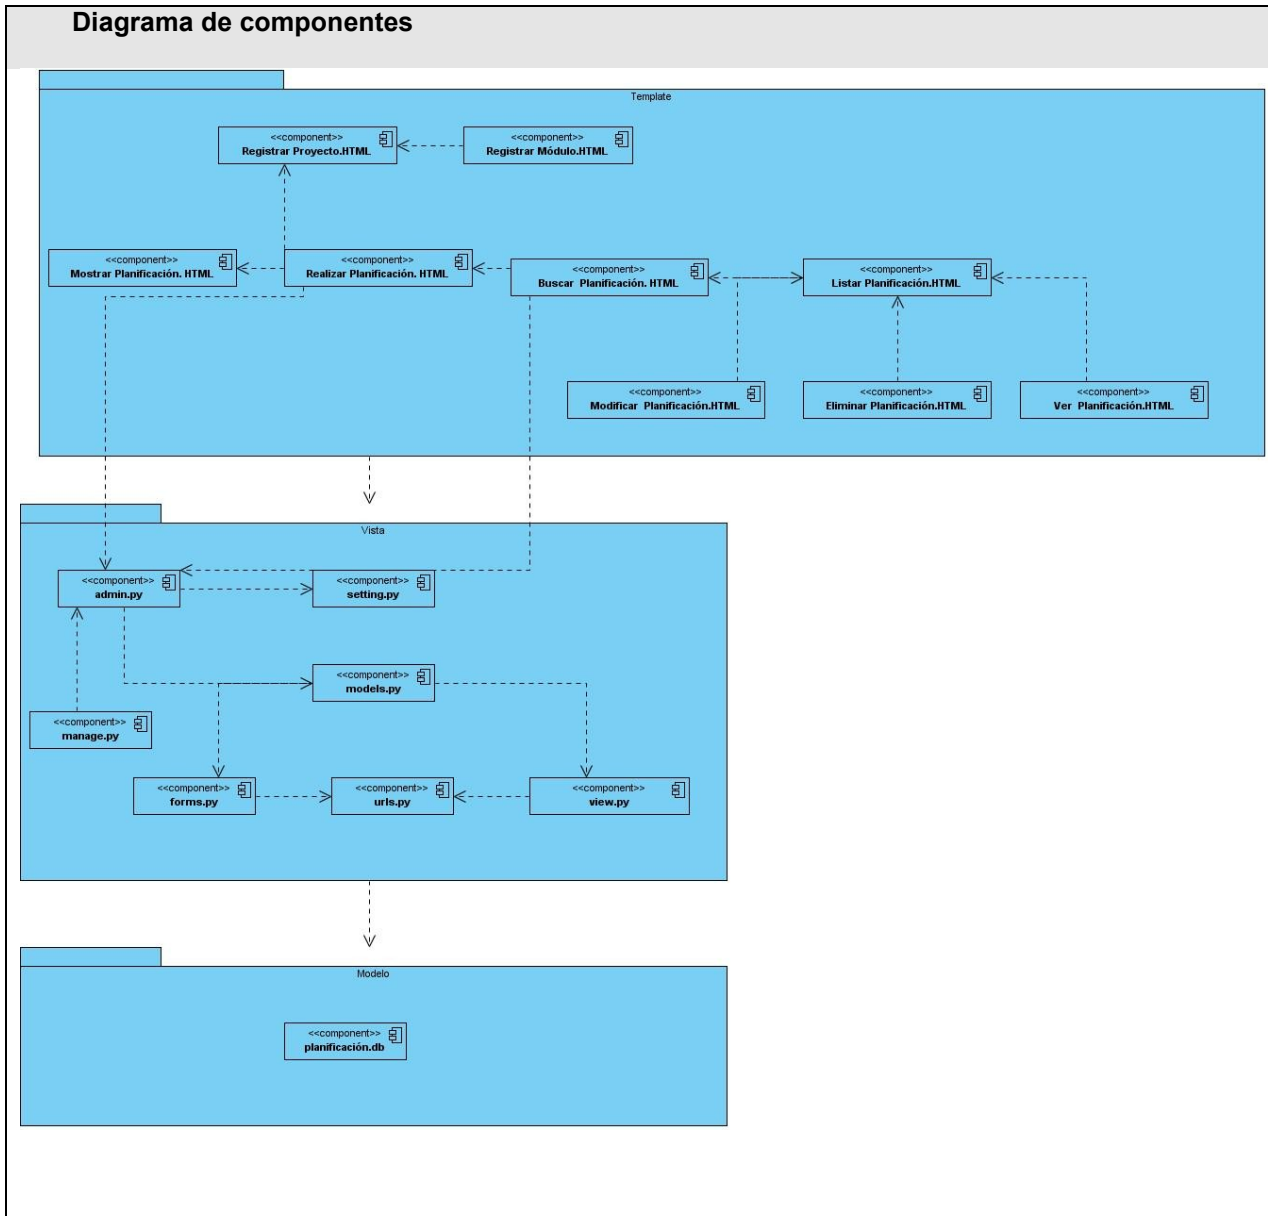 Diagrama de componentes
Template
<<component>>
Registrar Proyecto.HTML
<<component>>
Registrar Módulo.HTML
<<component>>
Mostrar Planificación. HTML
<<component>>
Realizar Planificación. HTML
<<component>>
Buscar  Planificación. HTML
<<component>>
Listar Planificación.HTML
<<component>>
Modificar  Planificación.HTML
<<component>>
Eliminar Planificación.HTML
<<component>>
Ver  Planificación.HTML
Vista
<<component>>
admin.py
<<component>>
setting.py
<<component>>
models.py
<<component>>
manage.py
<<component>>
forms.py
<<component>>
urls.py
<<component>>
view.py
Modelo
<<component>>
planificación.db